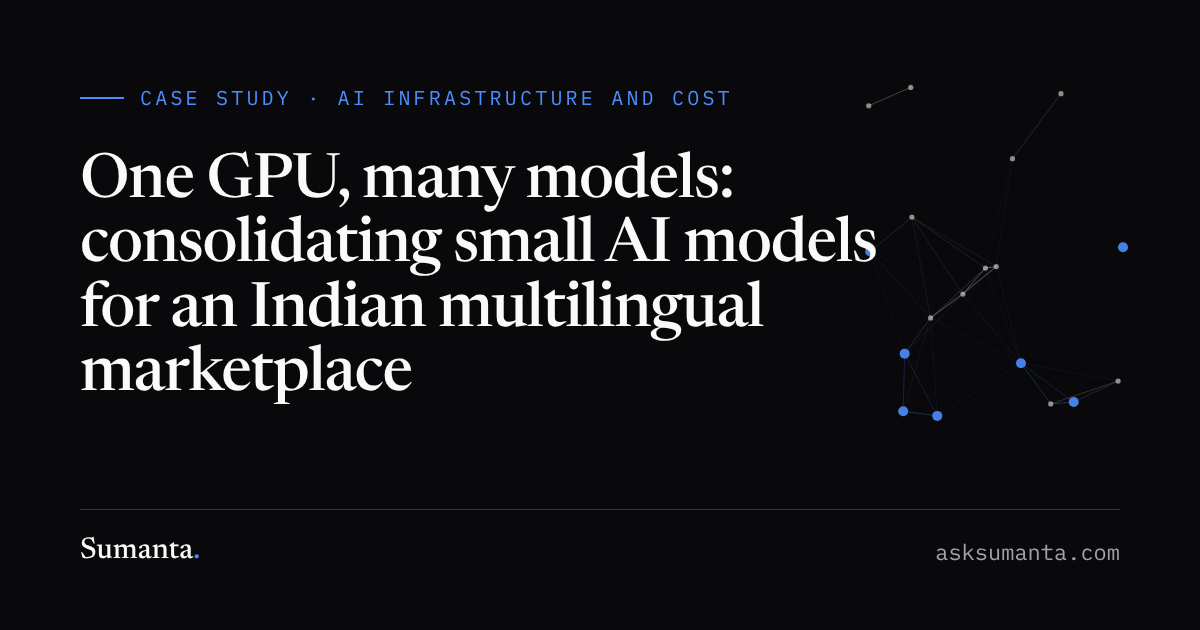 CASE STUDY · AI INFRASTRUCTURE AND COST
One GPU, many models:
consolidating small AI models
for an Indian multilingual
marketplace
Sumanta.
asksumanta.com